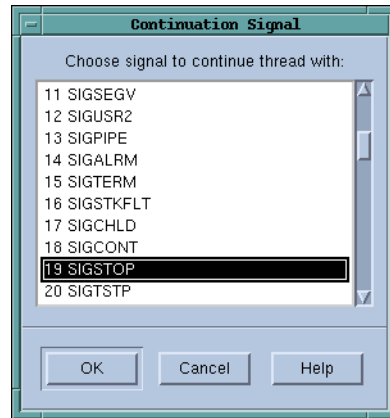 Continuation Signal
Choose signal to continue thread with:
11 SIGSEGV
12 SIGUSR2
13 SIGPIPE
14 SIGALRM
15 SIGTERM
16 SIGSTKFLT
17 SIGCHLD
18 SIGCONT
19 SIGSTOP
20 SIGTSTP
OK Cancel Help